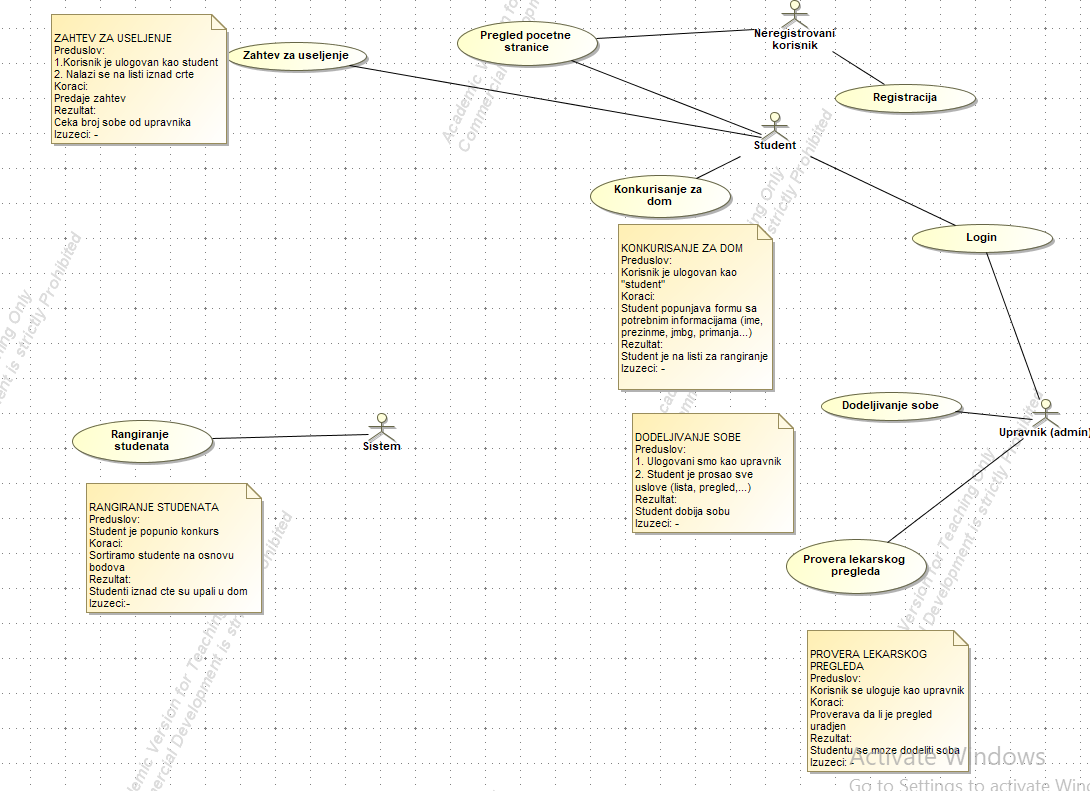 ZAHTEV ZA USELJENJE
Preduslov:
1.Korisnik je ulogovan kao student
2. Nalazi se na listi iznad crte
Koraci:
Predaje zahtev
Rezultat:
Ceka broj sobe od upravnika
Izuzeci: -
Zahtev za useljenje
Pregled pocetne
stranice
Neregistrovani
korisnik
Registracija
Student
Konkurisanje za
dom
Login
KONKURISANJE ZA DOM
Preduslov:
Korisnik je ulogovan kao
"student"
Koraci:
Student popunjava formu sa
potrebnim informacijama (ime,
prezinme, jmbg, primanja...)
Rezultat:
Student je na listi za rangiranje
Izuzeci: -
Rangiranje
studenata
Sistem
RANGIRANJE STUDENATA
Preduslov:
Student je popunio konkurs
Koraci:
Sortiramo studente na osnovu
bodova
Rezultat:
Studenti iznad cte su upali u dom
Izuzeci:-
Dodeljivanje sobe
Upravnik (admin)
DODELJIVANJE SOBE
Preduslov:
1. Ulogovani smo kao upravnik
2. Student je prosao sve
uslove (lista, pregled,...)
Rezultat:
Student dobija sobu
Izuzeci: -
Provera lekarskog
pregleda
PROVERA LEKARSKOG
PREGLEDA
Preduslov:
Korisnik se uloguje kao upravnik
Koraci:
Proverava da li je pregled
uradjen
Rezultat:
Studentu se moze dodeliti soba
Izuzeci: -
Activate Windows
Go to Settings to activate
Academic
Commercial
Version for Teaching Only
Development is strictly Prohibited